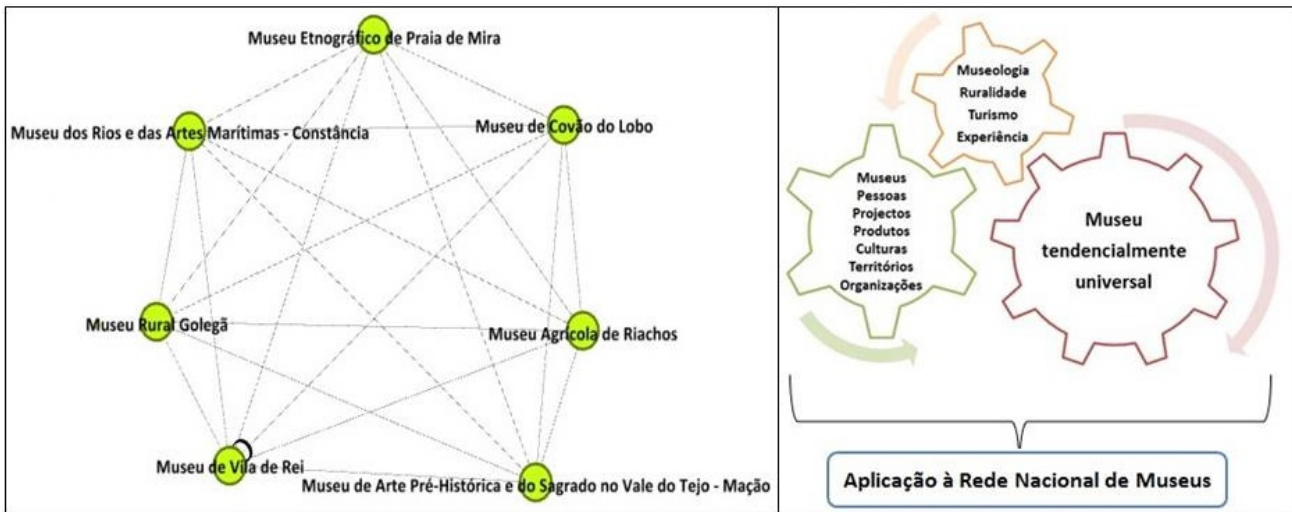 Museu Etnográfico de Praia de Mira
Museu dos Rios e das Artes Marítimas - Constância
Museu de Covão do Lobo
Museu Rural Golegã
Museu Agrícola de Riachos
Museu de Vila de Rei
Museu de Arte Pré-Histórica e do Sagrado no Vale do Tejo - Mação
Museologia
Ruralidade
Turismo
Experiência
Museus
Pessoas
Projectos
Produtos
Culturas
Territórios
Organizações
Museu
tendencialmente
universal
Aplicação à Rede Nacional de Museus